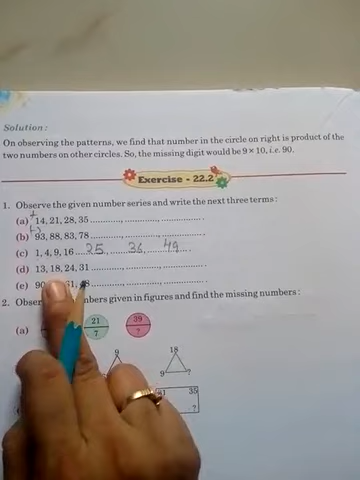 Solution :
On observing the patterns, we find that number in the circle on right is product of the
two numbers on other circles. So, the missing digit would be 9 × 10, i.e. 90.
Exercise - 22.2
1. Observe the given number series and write the next three terms :
+
(a) 14, 21, 28, 35 ............, ............, ...............
(-)
(b) 93, 88, 83, 78 ............, ............, ...............
(c) 1, 4, 9, 16 ... 25, ... 36, ... 49 ...
(d) 13, 18, 24, 31 ............, ............, ...............
(e) 90
2. Obser numbers given in figures and find the missing numbers :
(a) 21 39
7 ?
9 18
9 ?
35
?